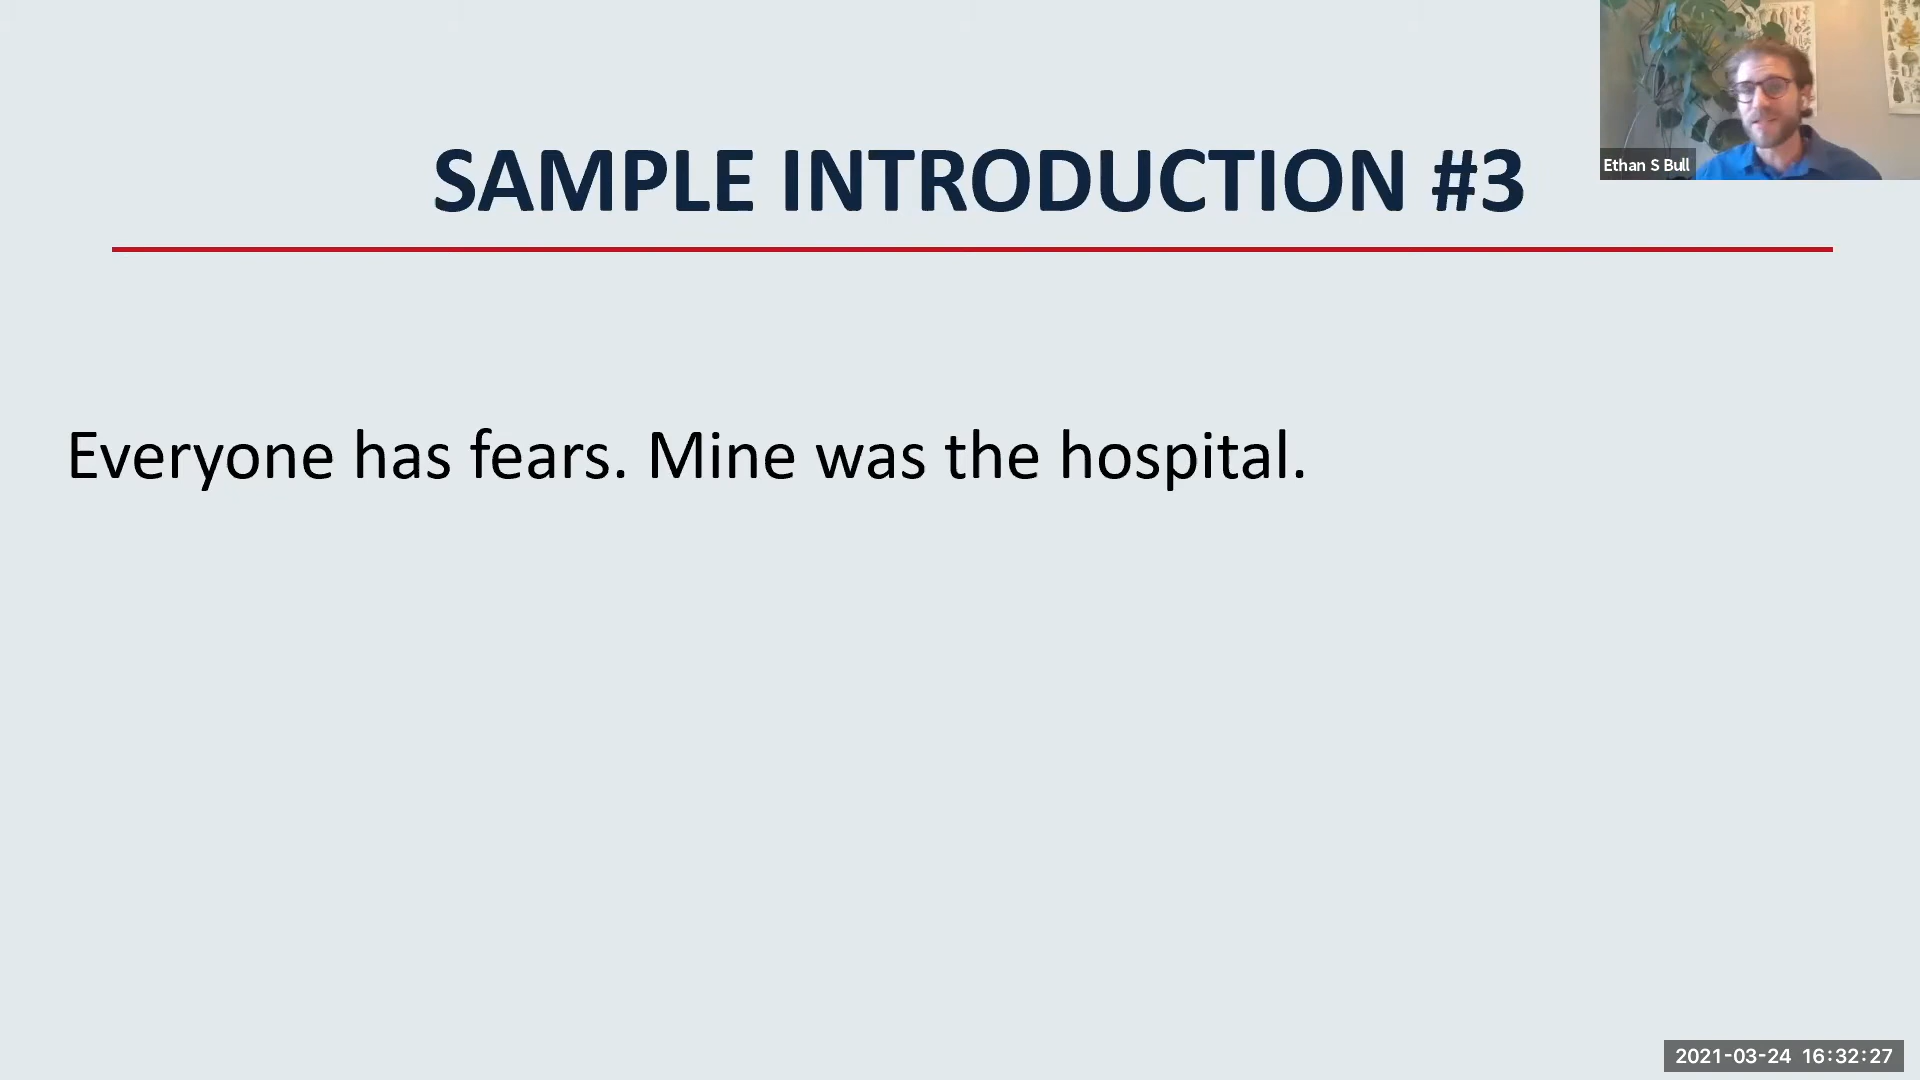 SAMPLE INTRODUCTION #3
Ethan S Bull
Everyone has fears. Mine was the hospital.
2021-03-24 16:32:27